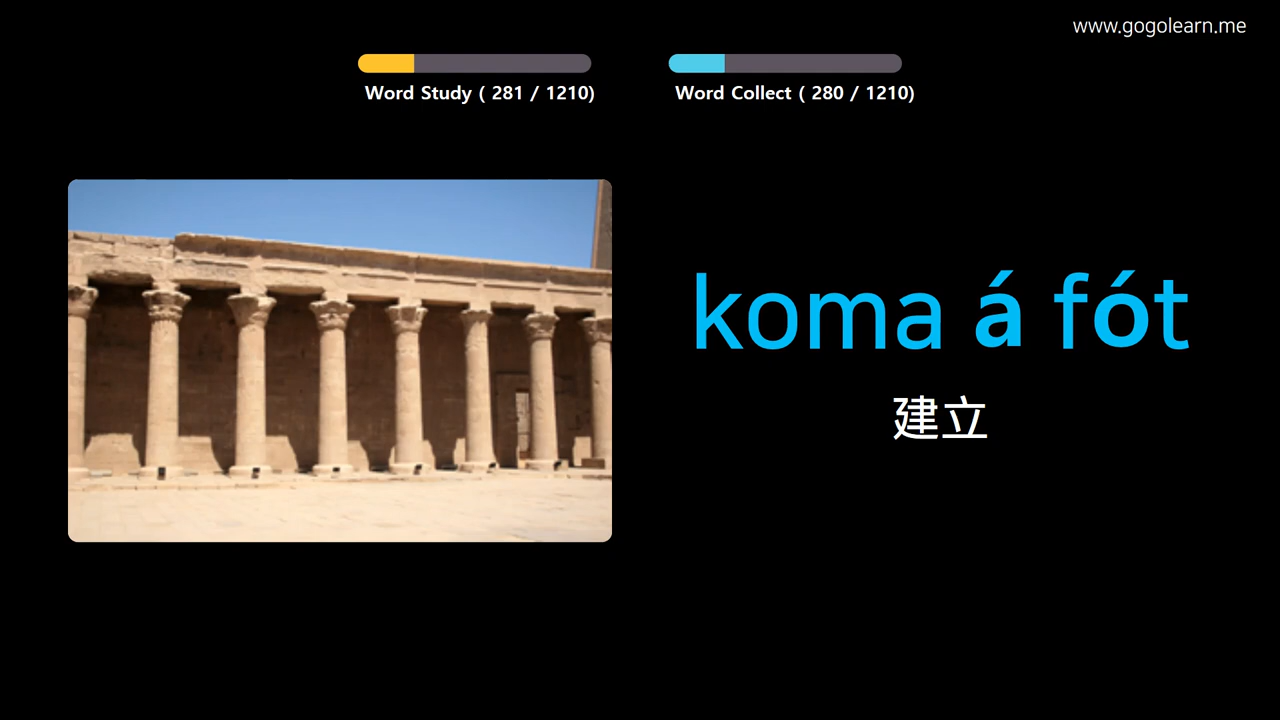 www.gogolearn.me
Word Study ( 281 / 1210)
Word Collect ( 280 / 1210)
koma á fót
建立